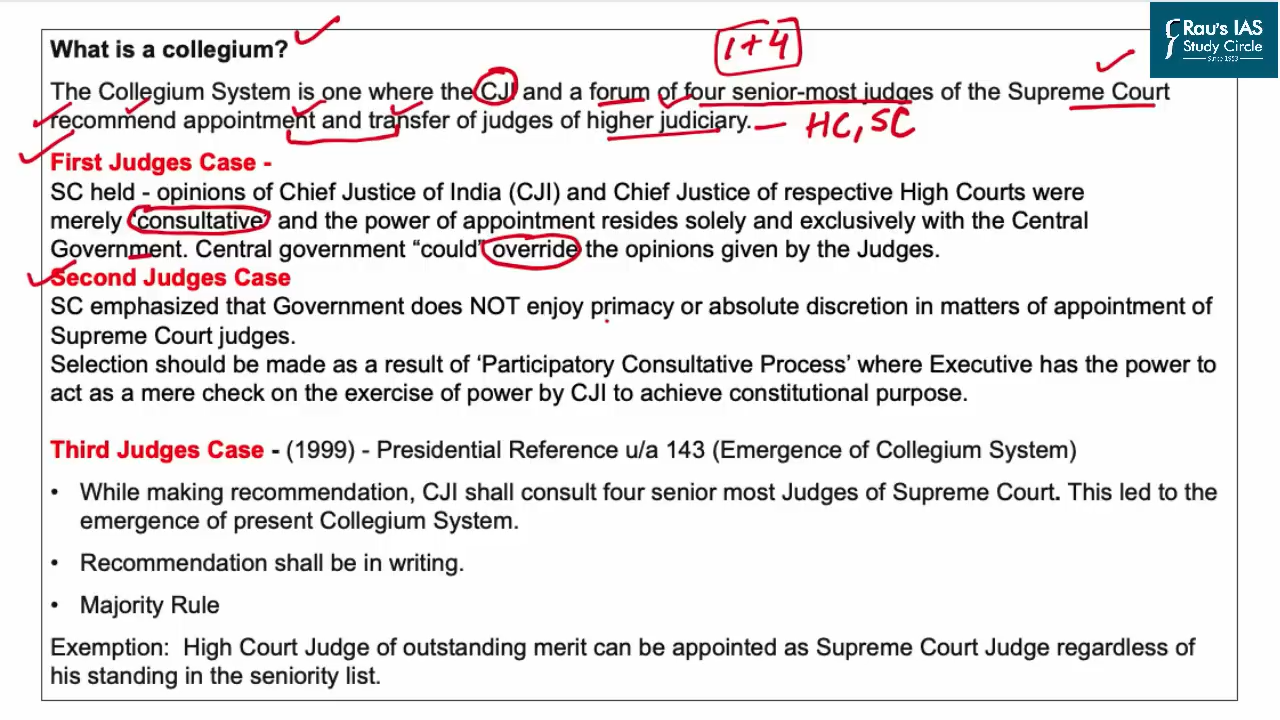 Rau's IAS
Study Circle
Since 1953
What is a collegium?
1+4
The Collegium System is one where the CJI and a forum of four senior-most judges of the Supreme Court
recommend appointment and transfer of judges of higher judiciary.
HC, SC
First Judges Case -
SC held - opinions of Chief Justice of India (CJI) and Chief Justice of respective High Courts were
merely 'consultative' and the power of appointment resides solely and exclusively with the Central
Government. Central government “could” override the opinions given by the Judges.
Second Judges Case
SC emphasized that Government does NOT enjoy primacy or absolute discretion in matters of appointment of
Supreme Court judges.
Selection should be made as a result of ‘Participatory Consultative Process’ where Executive has the power to
act as a mere check on the exercise of power by CJI to achieve constitutional purpose.
Third Judges Case - (1999) - Presidential Reference u/a 143 (Emergence of Collegium System)
• While making recommendation, CJI shall consult four senior most Judges of Supreme Court. This led to the
emergence of present Collegium System.
• Recommendation shall be in writing.
• Majority Rule
Exemption: High Court Judge of outstanding merit can be appointed as Supreme Court Judge regardless of
his standing in the seniority list.